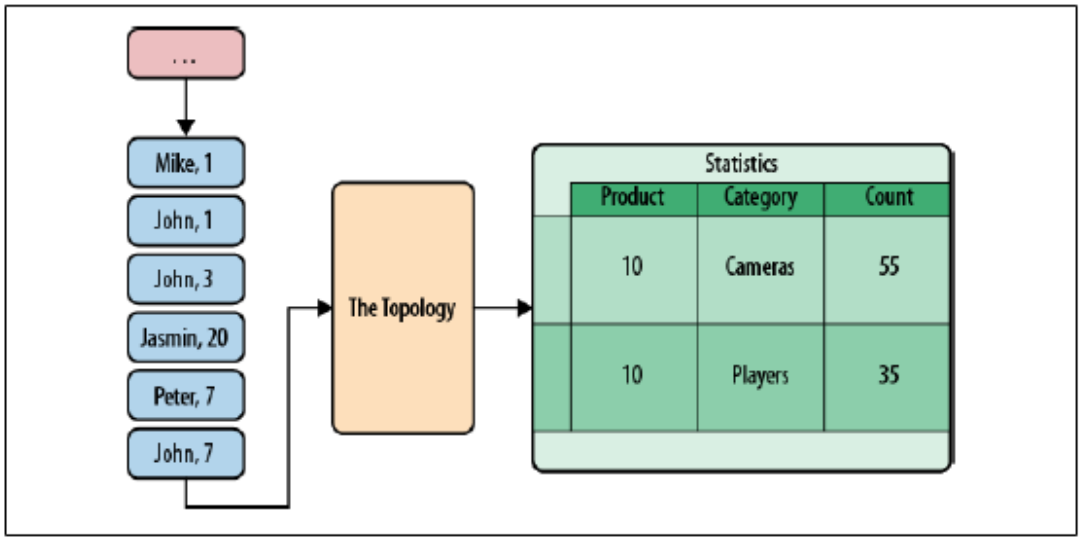 ...
Mike, 1
John, 1
John, 3
Jasmin, 20
Peter, 7
John, 7
The Topology
Statistics
Product Category Count
10 Cameras 55
10 Players 35